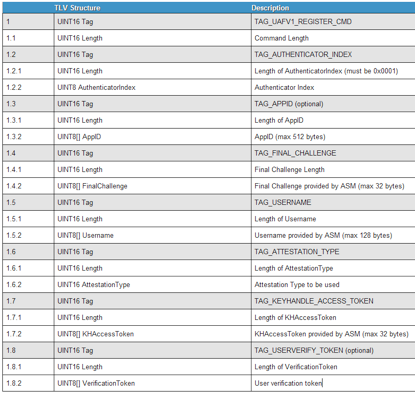 TLV Structure Description
1 UINT16 Tag TAG_UAFV1_REGISTER_CMD
1.1 UINT16 Length Command Length
1.2 UINT16 Tag TAG_AUTHENTICATOR_INDEX
1.2.1 UINT16 Length Length of AuthenticatorIndex (must be 0x0001)
1.2.2 UINT8 AuthenticatorIndex Authenticator Index
1.3 UINT16 Tag TAG_APPID (optional)
1.3.1 UINT16 Length Length of AppID
1.3.2 UINT8[] AppID AppID (max 512 bytes)
1.4 UINT16 Tag TAG_FINAL_CHALLENGE
1.4.1 UINT16 Length Final Challenge Length
1.4.2 UINT8[] FinalChallenge Final Challenge provided by ASM (max 32 bytes)
1.5 UINT16 Tag TAG_USERNAME
1.5.1 UINT16 Length Length of Username
1.5.2 UINT8[] Username Username provided by ASM (max 128 bytes)
1.6 UINT16 Tag TAG_ATTESTATION_TYPE
1.6.1 UINT16 Length Length of AttestationType
1.6.2 UINT16 AttestationType Attestation Type to be used
1.7 UINT16 Tag TAG_KEYHANDLE_ACCESS_TOKEN
1.7.1 UINT16 Length Length of KHAccessToken
1.7.2 UINT8[] KHAccessToken KHAccessToken provided by ASM (max 32 bytes)
1.8 UINT16 Tag TAG_USERVERIFY_TOKEN (optional)
1.8.1 UINT16 Length Length of VerificationToken
1.8.2 UINT8[] VerificationToken User verification token